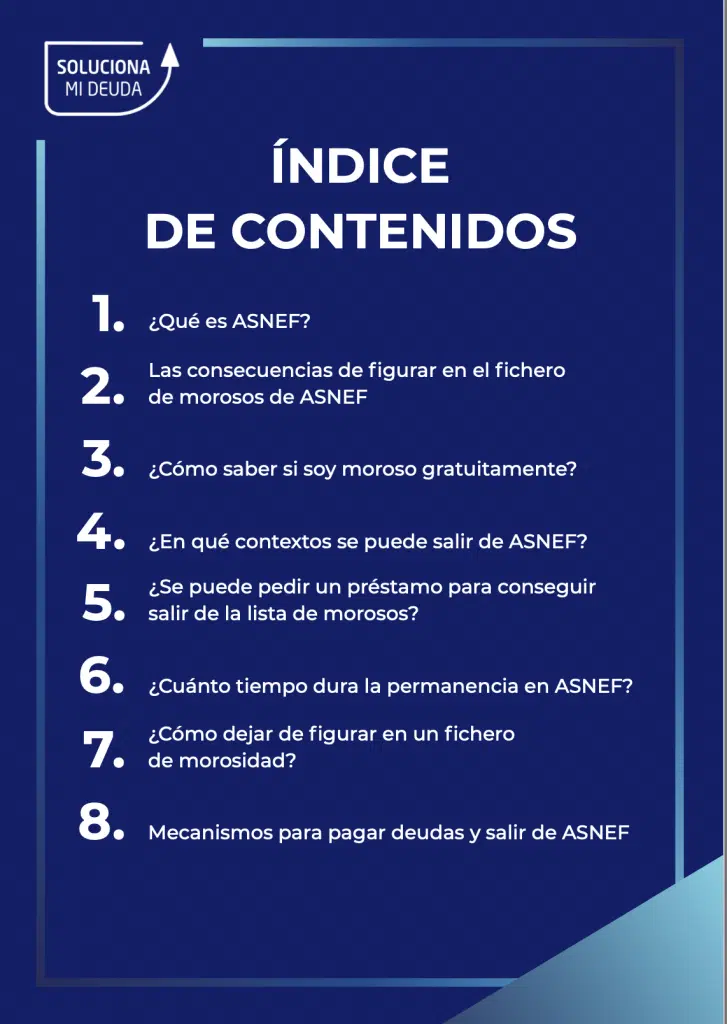 SOLUCIONA
MI DEUDA
ÍNDICE
DE CONTENIDOS
1. ¿Qué es ASNEF?
2. Las consecuencias de figurar en el fichero
de morosos de ASNEF
3. ¿Cómo saber si soy moroso gratuitamente?
4. ¿En qué contextos se puede salir de ASNEF?
5. ¿Se puede pedir un préstamo para conseguir
salir de la lista de morosos?
6. ¿Cuánto tiempo dura la permanencia en ASNEF?
7. ¿Cómo dejar de figurar en un fichero
de morosidad?
8. Mecanismos para pagar deudas y salir de ASNEF